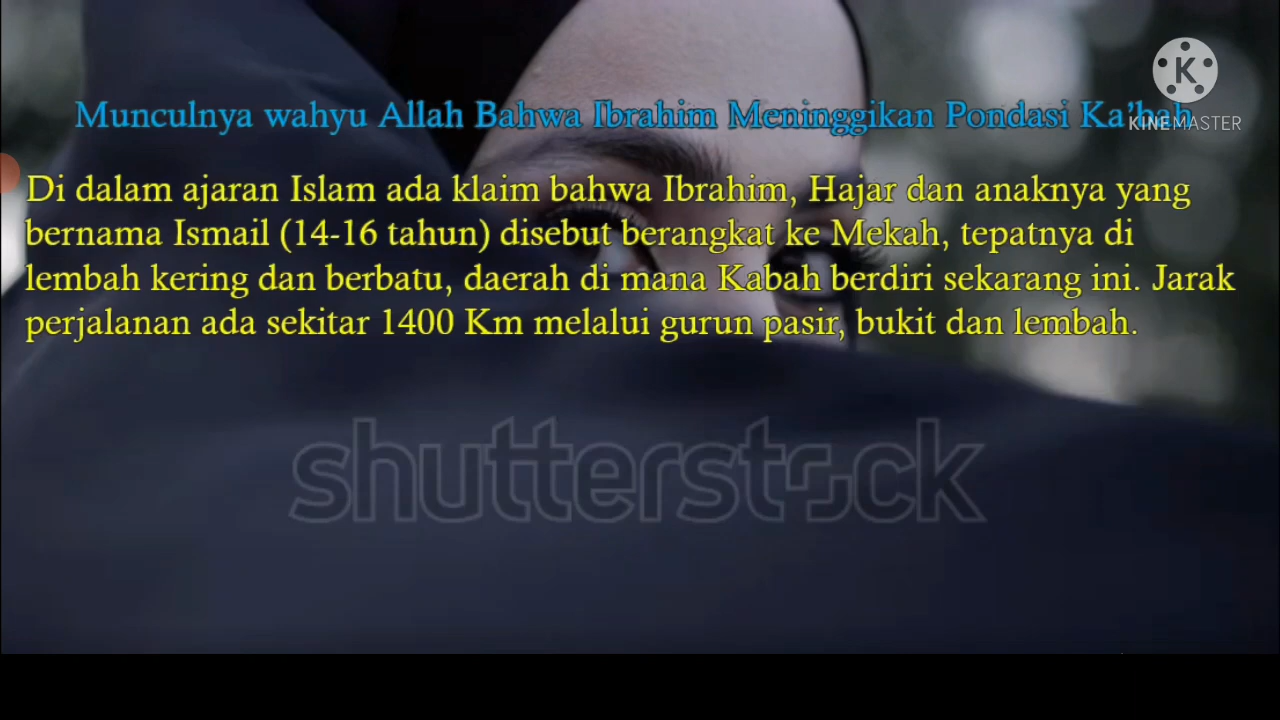 Munculnya wahyu Allah Bahwa Ibrahim Meninggikan Pondasi Ka'bah
KINEMASTER
Di dalam ajaran Islam ada klaim bahwa Ibrahim, Hajar dan anaknya yang
bernama Ismail (14-16 tahun) disebut berangkat ke Mekah, tepatnya di
lembah kering dan berbatu, daerah di mana Kabah berdiri sekarang ini. Jarak
perjalanan ada sekitar 1400 Km melalui gurun pasir, bukit dan lembah.
shutterstock